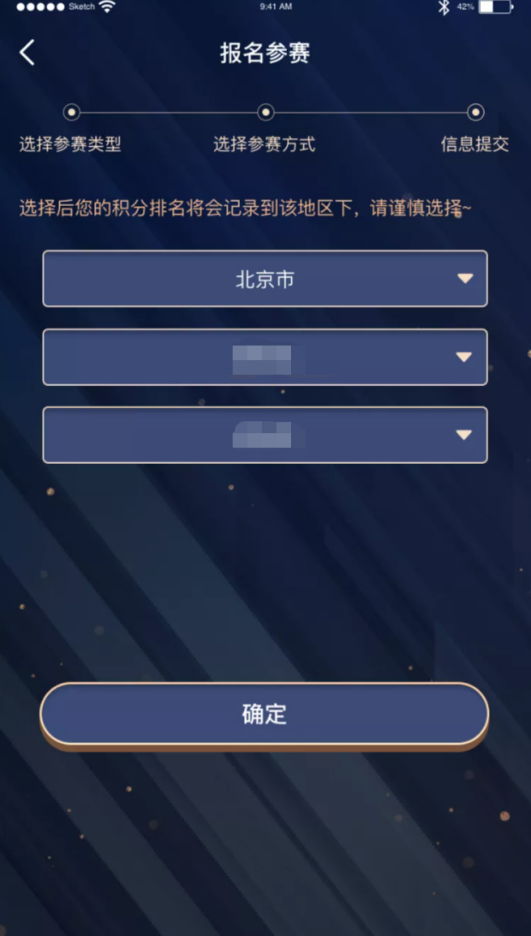 Sketch 9:41 AM 42%
报名参赛
选择参赛类型 选择参赛方式 信息提交
选择后您的积分排名将会记录到该地区下，请谨慎选择~
北京市
确定